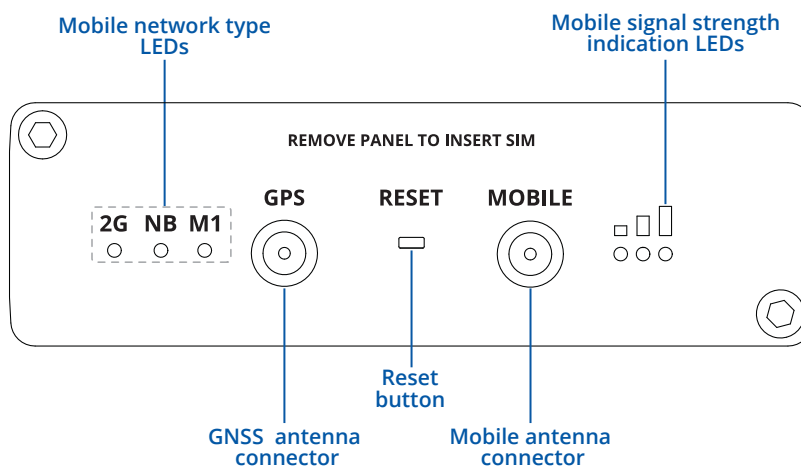 Mobile network type
LEDs
Mobile signal strength
indication LEDs
REMOVE PANEL TO INSERT SIM
GPS
RESET
MOBILE
2G NB M1
Reset
button
GNSS antenna
connector
Mobile antenna
connector